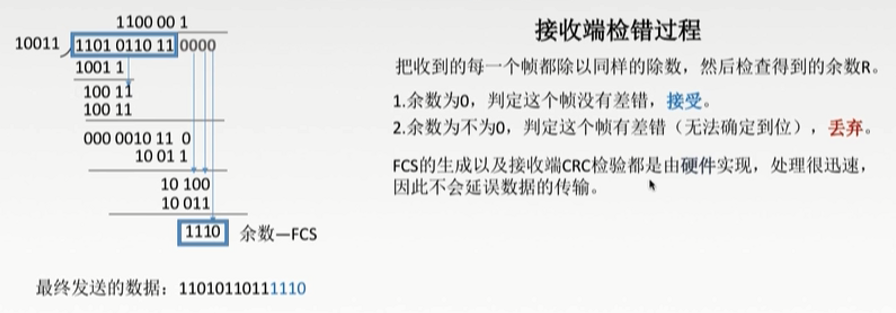 1100 00 1
10011
1101 0110 11 0000
1001 1
100 11
100 11
000 0010 11 0
10 01 1
10 100
10 011
1110 余数—FCS
最终发送的数据：11010110111110
接收端检错过程
把收到的每一个帧都除以同样的除数，然后检查得到的余数R。
1.余数为0，判定这个帧没有差错，接受。
2.余数为不为0，判定这个帧有差错（无法确定到位），丢弃。
FCS的生成以及接收端CRC检验都是由硬件实现，处理很迅速，
因此不会延误数据的传输。